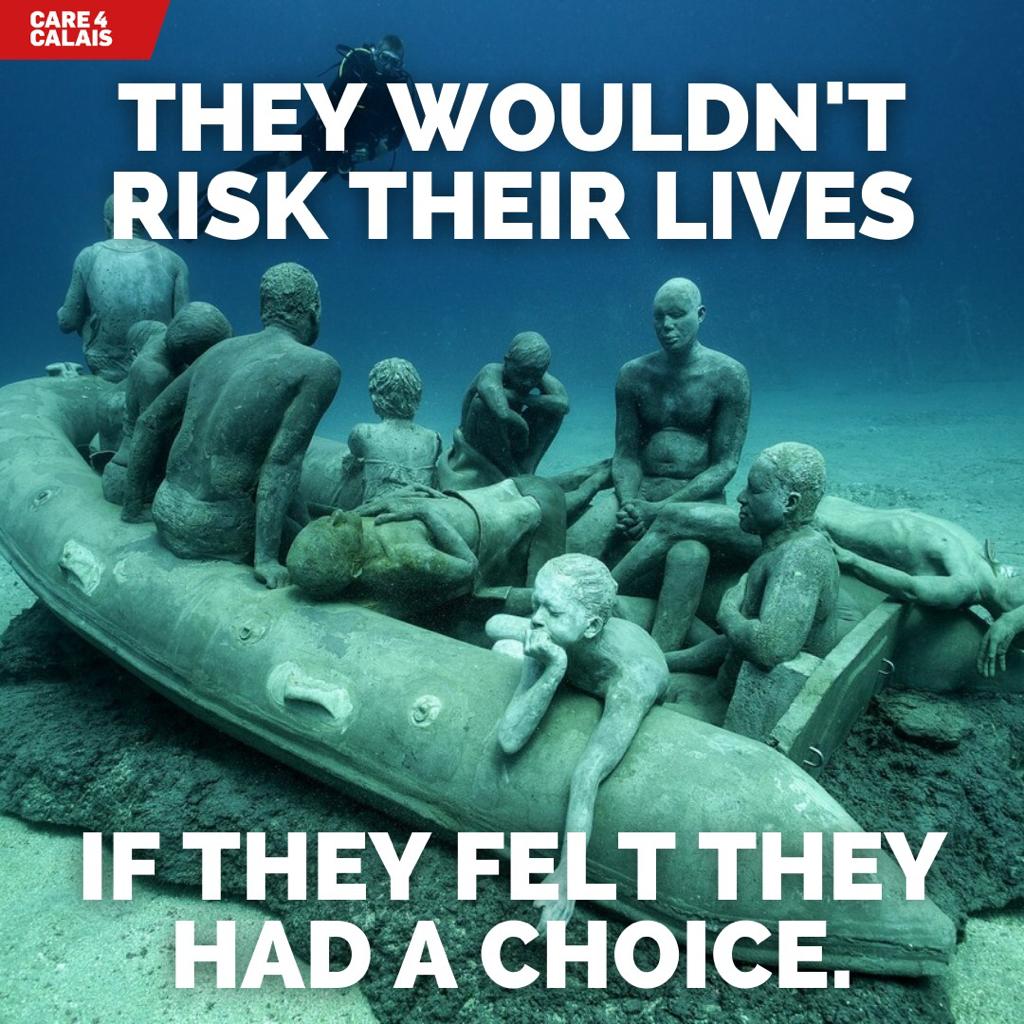 CARE 4
CALAIS
THEY WOULDN'T
RISK THEIR LIVES
IF THEY FELT THEY
HAD A CHOICE.